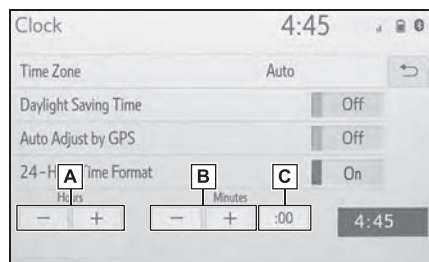 Clock 4:45
Time Zone Auto
Daylight Saving Time Off
Auto Adjust by GPS Off
24-H Time Format On
A B C
Hours Minutes
- + - + :00 4:45